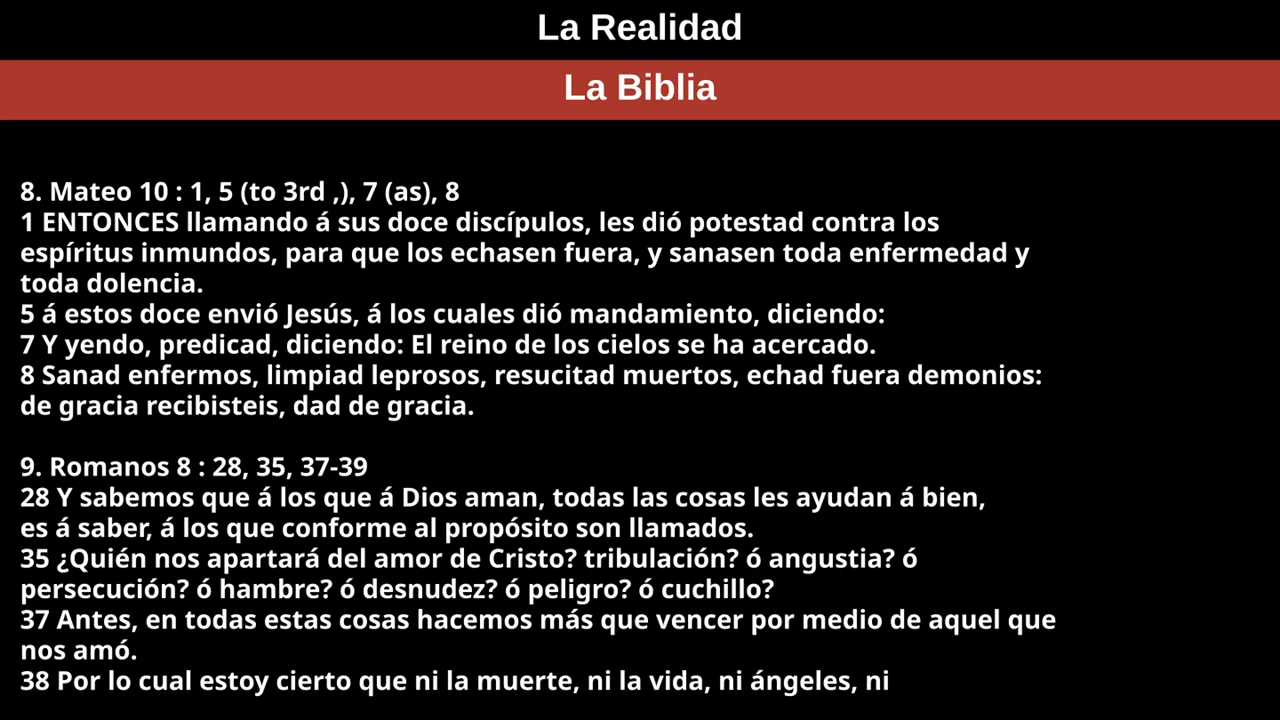 La Realidad
La Biblia
8. Mateo 10 : 1, 5 (to 3rd ,), 7 (as), 8
1 ENTONCES llamando á sus doce discípulos, les dió potestad contra los
espíritus inmundos, para que los echasen fuera, y sanasen toda enfermedad y
toda dolencia.
5 á estos doce envió Jesús, á los cuales dió mandamiento, diciendo:
7 Y yendo, predicad, diciendo: El reino de los cielos se ha acercado.
8 Sanad enfermos, limpiad leprosos, resucitad muertos, echad fuera demonios:
de gracia recibisteis, dad de gracia.
9. Romanos 8 : 28, 35, 37-39
28 Y sabemos que á los que á Dios aman, todas las cosas les ayudan á bien,
es á saber, á los que conforme al propósito son llamados.
35 ¿Quién nos apartará del amor de Cristo? tribulación? ó angustia? ó
persecución? ó hambre? ó desnudez? ó peligro? ó cuchillo?
37 Antes, en todas estas cosas hacemos más que vencer por medio de aquel que
nos amó.
38 Por lo cual estoy cierto que ni la muerte, ni la vida, ni ángeles, ni